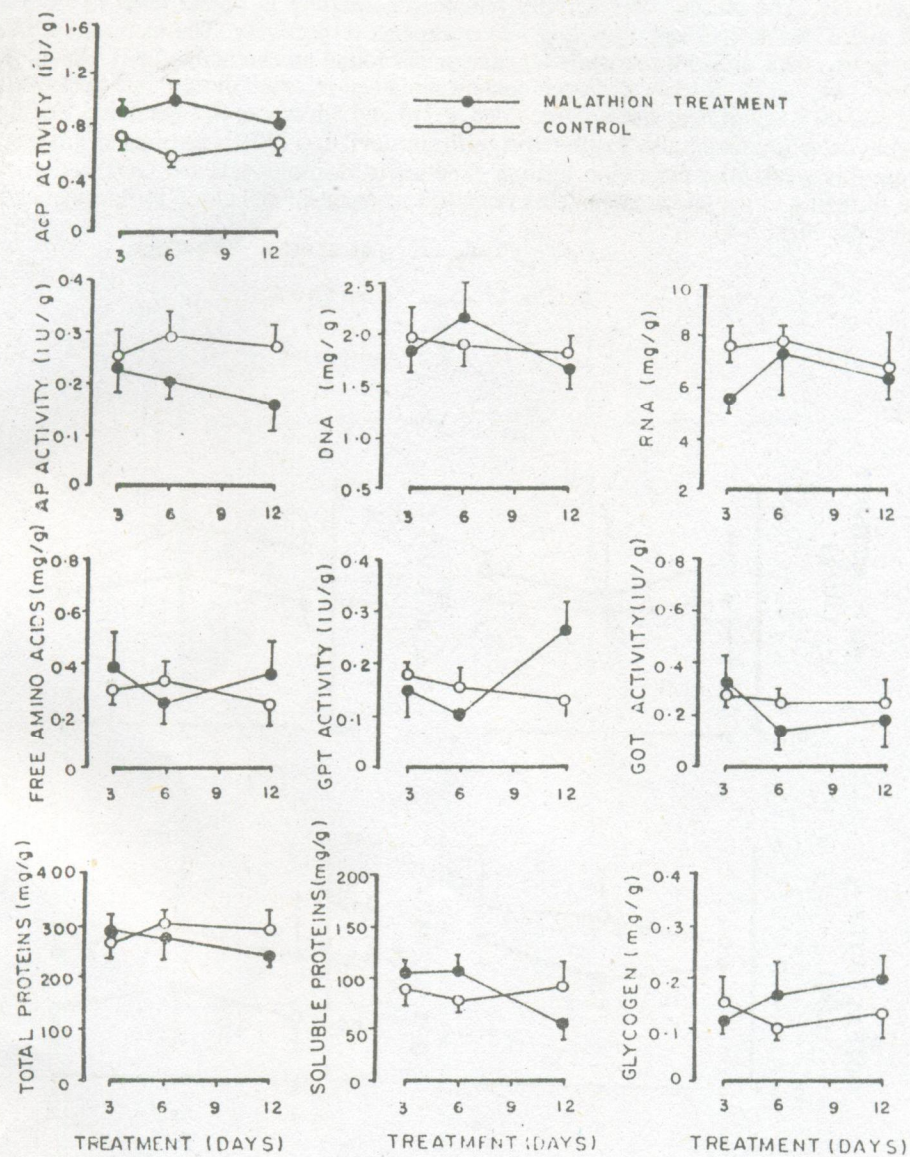 AcP ACTIVITY (IU/g)
1·6
1·2
0·8
0·4
0
3 6 9 12
MALATHION TREATMENT
CONTROL
AP ACTIVITY (IU/g)
0·4
0·3
0·2
0·1
0
3 6 9 12
DNA (mg/g)
2·5
2·0
1·5
1·0
0·5
3 6 9 12
RNA (mg/g)
10
8
6
4
2
3 6 9 12
FREE AMINO ACIDS (mg/g)
0·8
0·6
0·4
0·2
0
3 6 9 12
GPT ACTIVITY (IU/g)
0·4
0·3
0·2
0·1
0
3 6 9 12
GOT ACTIVITY (IU/g)
0·8
0·6
0·4
0·2
0
3 6 9 12
TOTAL PROTEINS (mg/g)
400
300
200
100
0
3 6 9 12
TREATMENT (DAYS)
SOLUBLE PROTEINS (mg/g)
200
150
100
50
0
3 6 9 12
TREATMENT (DAYS)
GLYCOGEN (mg/g)
0·4
0·3
0·2
0·1
0
3 6 9 12
TREATMENT (DAYS)